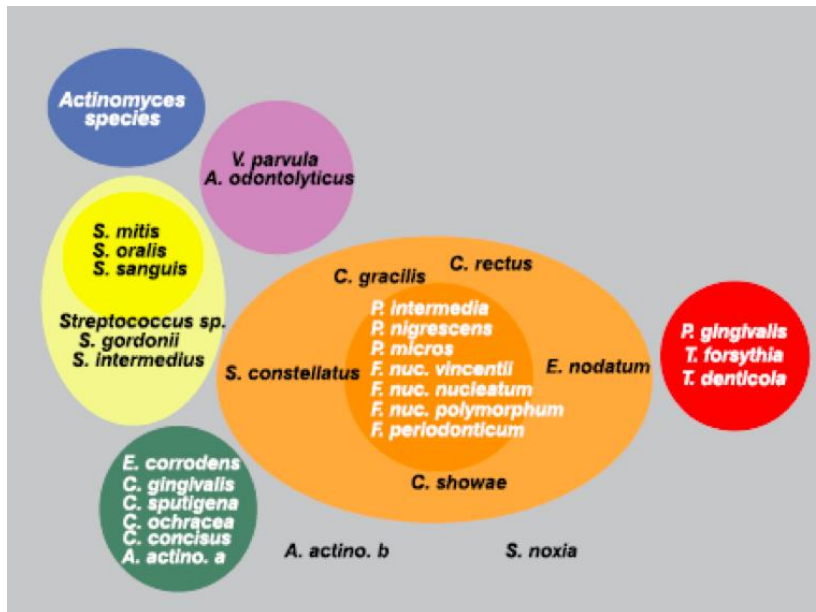 Actinomyces
species
V. parvula
A. odontolyticus
S. mitis
S. oralis
S. sanguis
Streptococcus sp.
S. gordonii
S. intermedius
E. corrodens
C. gingivalis
C. sputigena
C. ochracea
C. concisus
A. actino. a
C. gracilis
C. rectus
S. constellatus
P. intermedia
P. nigrescens
P. micros
F. nuc. vincentii
F. nuc. nucleatum
F. nuc. polymorphum
F. periodonticum
E. nodatum
C. showae
P. gingivalis
T. forsythia
T. denticola
A. actino. b
S. noxia